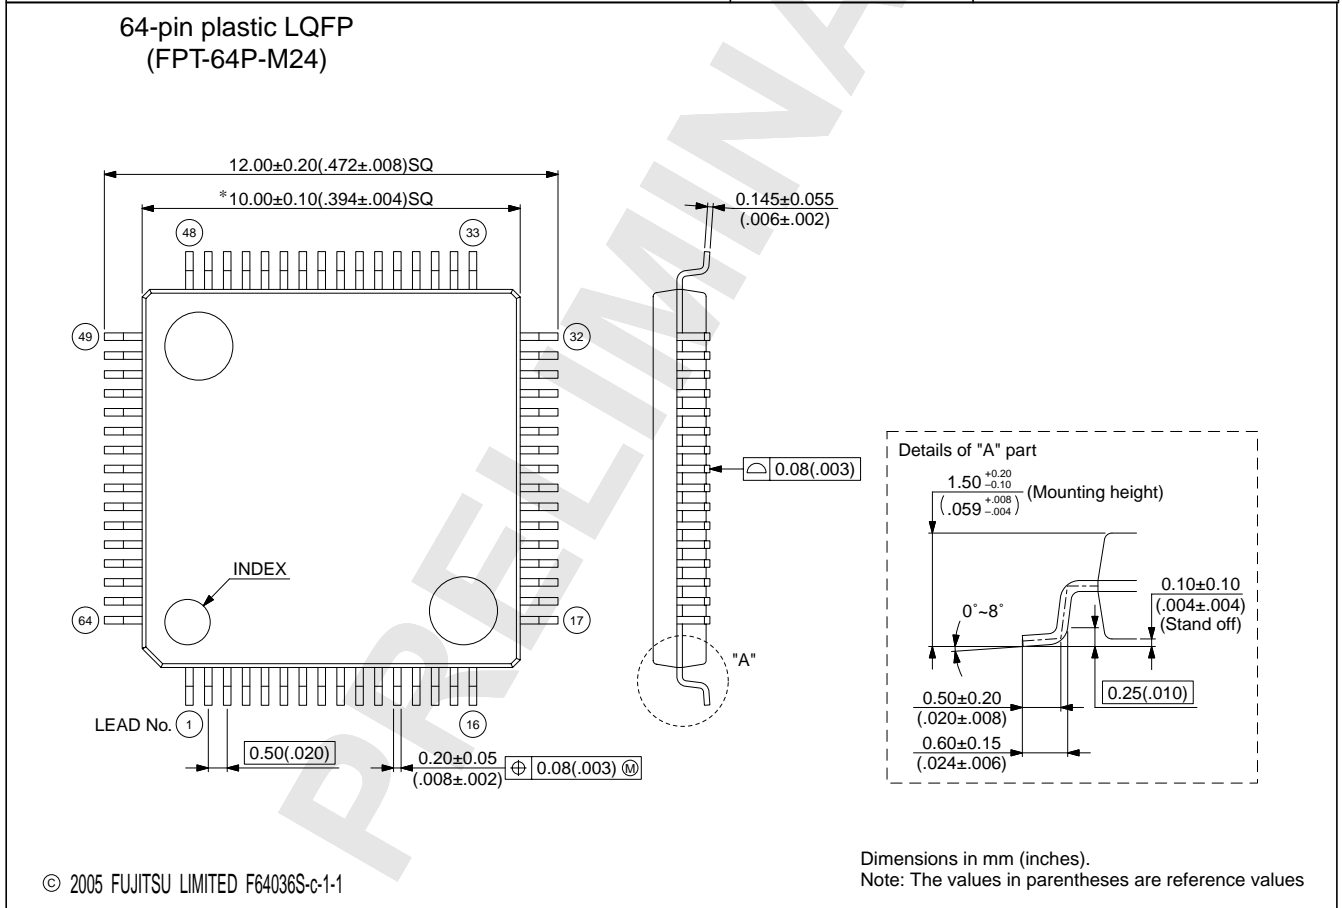 64-pin plastic LQFP
(FPT-64P-M24)
12.00±0.20(.472±.008)SQ
*10.00±0.10(.394±.004)SQ
0.145±0.055
(.006±.002)
48
33
49
32
0.08(.003)
Details of "A" part
1.50 +0.20 –0.10 (Mounting height)
(.059 +.008 –.004)
INDEX
0.10±0.10
(.004±.004)
(Stand off)
0˚~8˚
64
17
"A"
0.25(.010)
0.50±0.20
(.020±.008)
LEAD No. 1
16
0.60±0.15
(.024±.006)
0.50(.020)
0.20±0.05
(.008±.002)
⌖ 0.08(.003) Ⓜ
© 2005 FUJITSU LIMITED F64036S-c-1-1
Dimensions in mm (inches).
Note: The values in parentheses are reference values
PRELIMINA